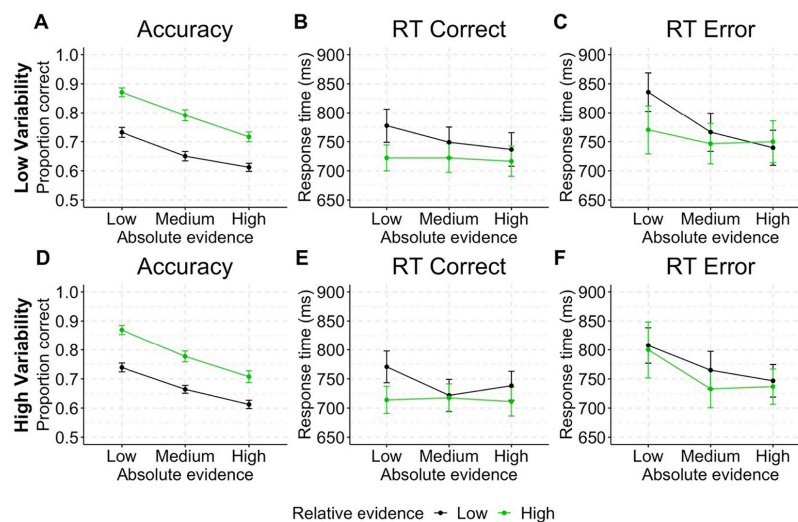 A
Accuracy
B
RT Correct
C
RT Error
Low Variability
Proportion correct
1.0
0.9
0.8
0.7
0.6
0.5
Low Medium High
Absolute evidence
Response time (ms)
900
850
800
750
700
650
Low Medium High
Absolute evidence
Response time (ms)
900
850
800
750
700
650
Low Medium High
Absolute evidence
D
Accuracy
E
RT Correct
F
RT Error
High Variability
Proportion correct
1.0
0.9
0.8
0.7
0.6
0.5
Low Medium High
Absolute evidence
Response time (ms)
900
850
800
750
700
650
Low Medium High
Absolute evidence
Response time (ms)
900
850
800
750
700
650
Low Medium High
Absolute evidence
Relative evidence Low High